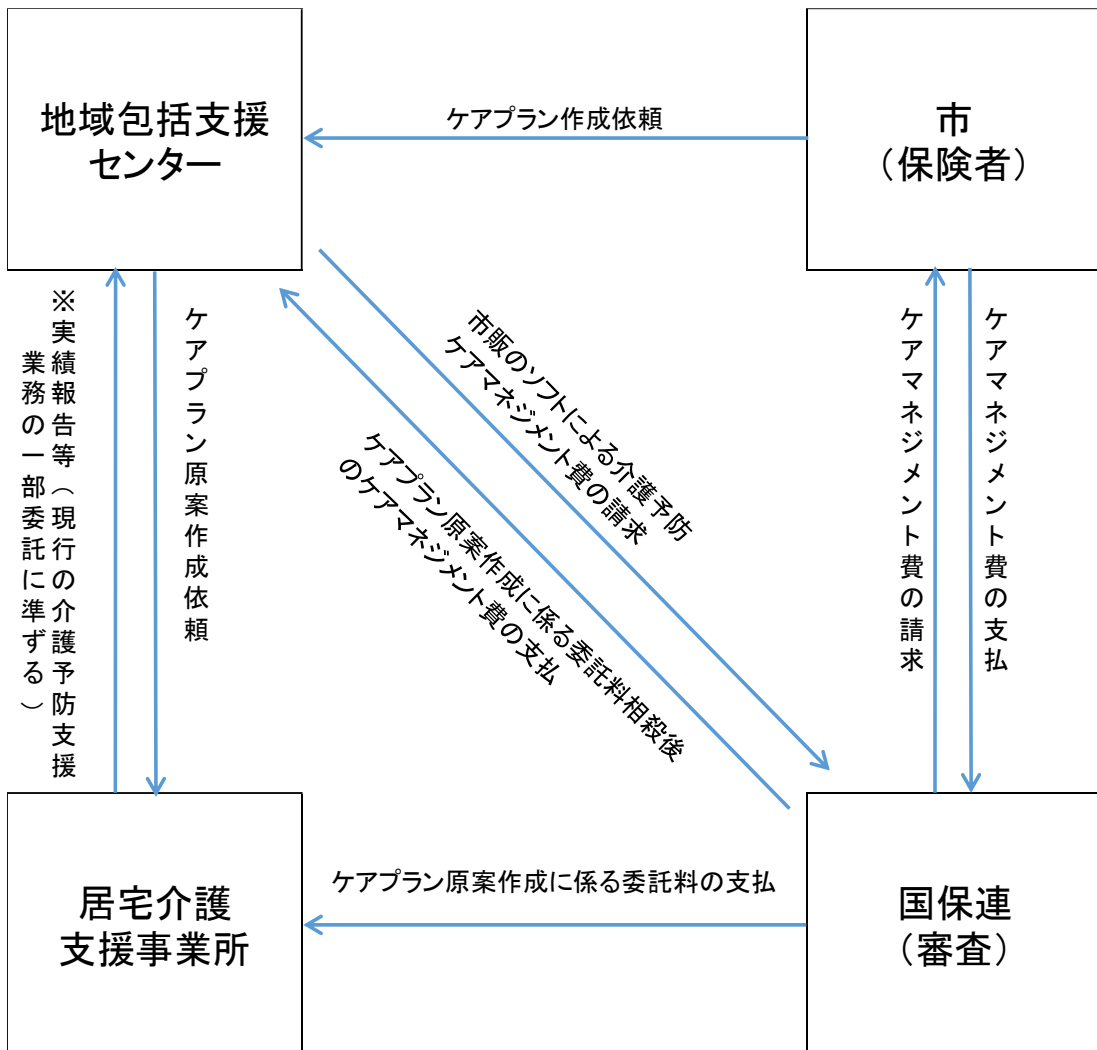 地域包括支援
センター
ケアプラン作成依頼
市
（保険者）
※実績報告等（現行の介護予防支援
業務の一部委託に準ずる）
ケアプラン原案作成依頼
市販のソフトによる介護予防
ケアマネジメント費の請求
ケアプラン原案作成に係る委託料相殺後
のケアマネジメント費の支払
ケアマネジメント費の請求
ケアマネジメント費の支払
居宅介護
支援事業所
ケアプラン原案作成に係る委託料の支払
国保連
（審査）